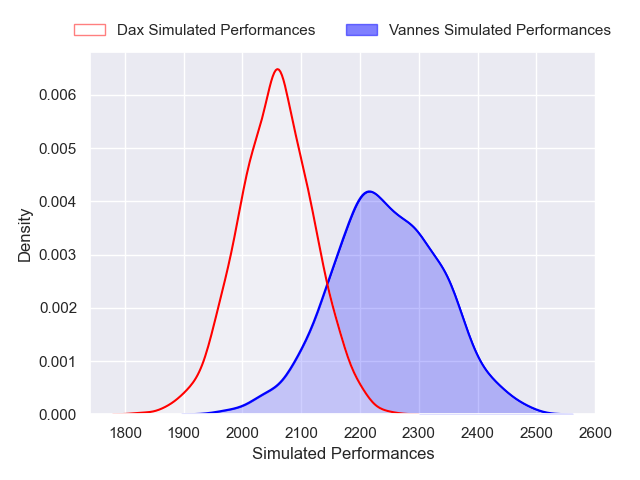 Dax Simulated Performances Vannes Simulated Performances
0.006
0.005
0.004
0.003
0.002
0.001
0.000
Density
1800 1900 2000 2100 2200 2300 2400 2500 2600
Simulated Performances